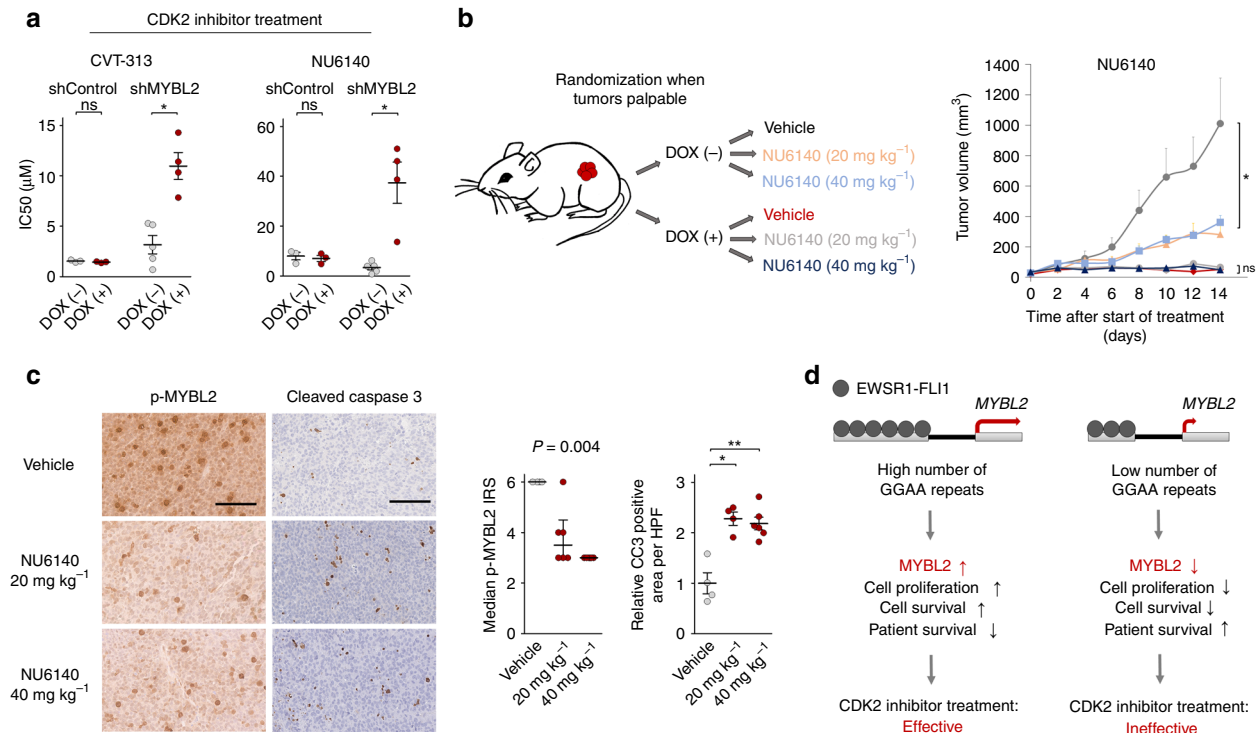 a
CDK2 inhibitor treatment
CVT-313
NU6140
shControl shMYBL2
shControl shMYBL2
ns
*
ns
*
IC50 (μM)
15
10
5
0
60
40
20
0
DOX (−)
DOX (+)
DOX (−)
DOX (+)
DOX (−)
DOX (+)
DOX (−)
DOX (+)
b
Randomization when
tumors palpable
DOX (−)
Vehicle
NU6140 (20 mg kg⁻¹)
NU6140 (40 mg kg⁻¹)
DOX (+)
Vehicle
NU6140 (20 mg kg⁻¹)
NU6140 (40 mg kg⁻¹)
NU6140
Tumor volume (mm³)
1400
1200
1000
800
600
400
200
0
*
ns
0 2 4 6 8 10 12 14
Time after start of treatment
(days)
c
p-MYBL2
Cleaved caspase 3
Vehicle
NU6140
20 mg kg⁻¹
NU6140
40 mg kg⁻¹
P = 0.004
Median p-MYBL2 IRS
6
4
6
0
Vehicle
20 mg kg⁻¹
40 mg kg⁻¹
**
*
Relative CC3 positive
area per HPF
3
2
1
0
Vehicle
20 mg kg⁻¹
40 mg kg⁻¹
d
EWSR1-FLI1
MYBL2
High number of
GGAA repeats
MYBL2 ↑
Cell proliferation ↑
Cell survival ↑
Patient survival ↓
CDK2 inhibitor treatment:
Effective
MYBL2
Low number of
GGAA repeats
MYBL2 ↓
Cell proliferation ↓
Cell survival ↓
Patient survival ↑
CDK2 inhibitor treatment:
Ineffective